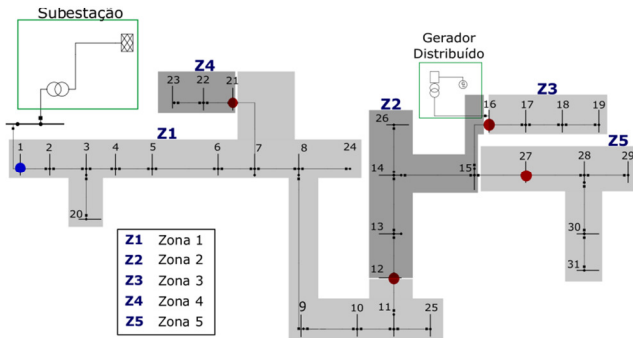 Subestação
Gerador
Distribuído
Z4
23 22 21
Z1
Z2
26
16 17 18 19
Z3
Z5
1 2 3 4 5 6 7 8 24
14
15
27 28 29
20
13
30
12
31
9 10 11 25
Z1 Zona 1
Z2 Zona 2
Z3 Zona 3
Z4 Zona 4
Z5 Zona 5